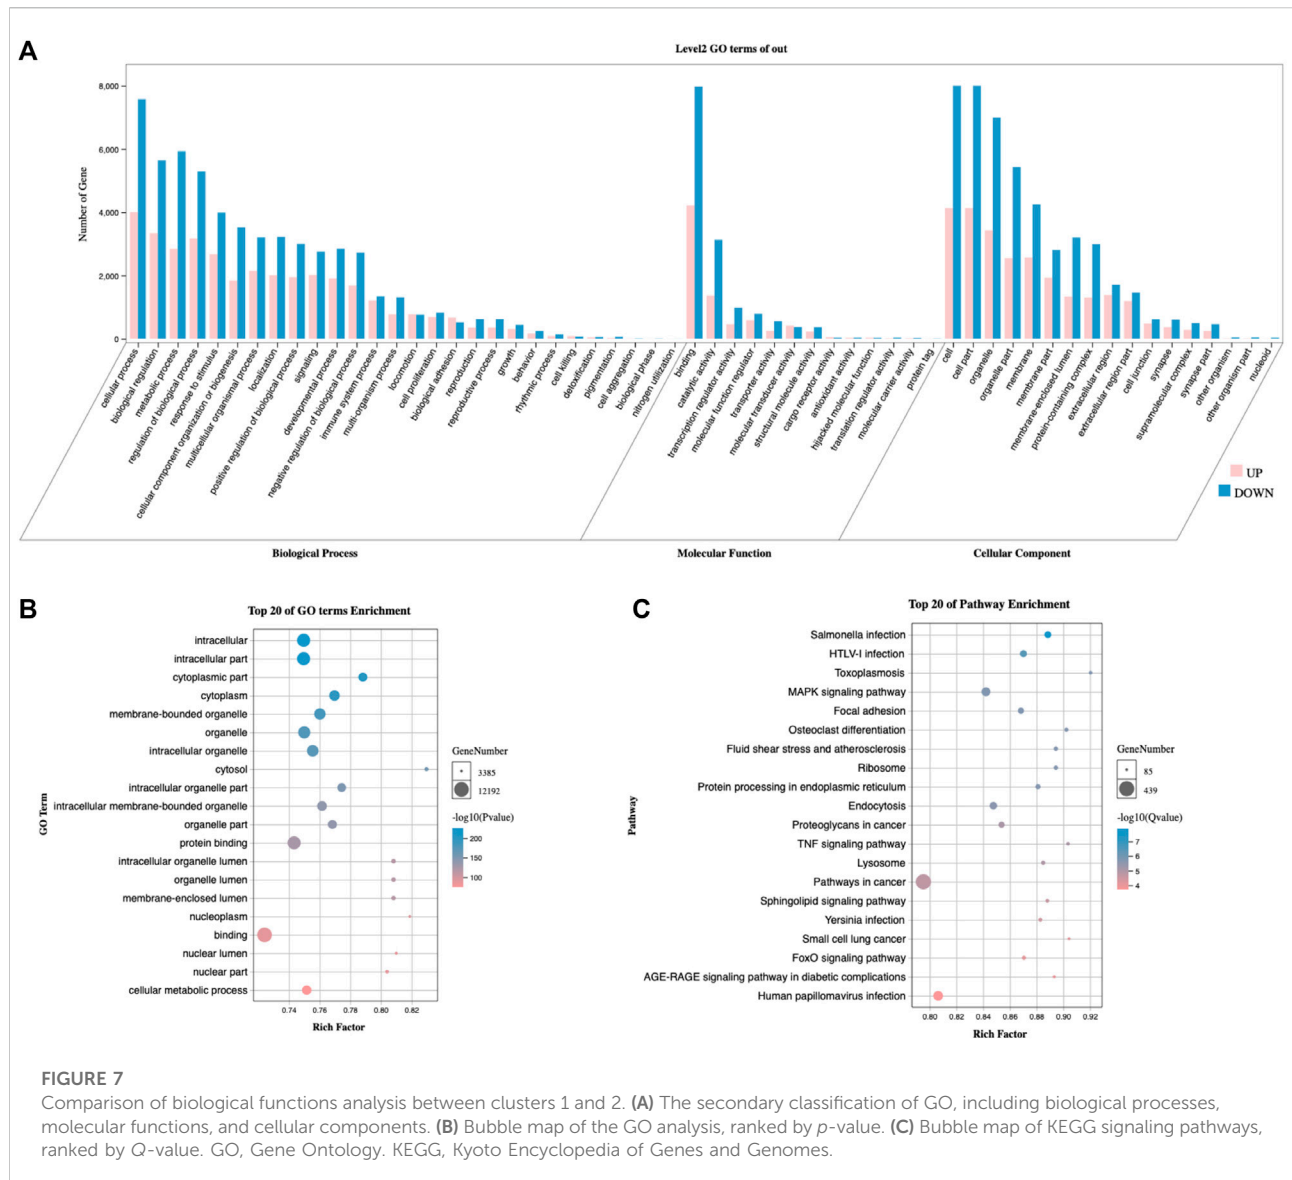 A
Level2 GO terms of out
Number of Gene
8,000
6,000
4,000
2,000
0
cellular process
biological regulation
metabolic process
regulation of biological process
response to stimulus
cellular component organization or biogenesis
multicellular organismal process
localization
positive regulation of biological process
signaling
developmental process
negative regulation of biological process
immune system process
multi-organism process
locomotion
cell proliferation
biological adhesion
reproduction
reproductive process
growth
behavior
rhythmic process
cell killing
detoxification
pigmentation
cell aggregation
biological phase
nitrogen utilization
binding
catalytic activity
transcription regulator activity
molecular function regulator
transporter activity
molecular transducer activity
structural molecule activity
cargo receptor activity
antioxidant activity
hijacked molecular function
translation regulator activity
molecular carrier activity
protein tag
cell
cell part
organelle
organelle part
membrane
membrane part
membrane-enclosed lumen
protein-containing complex
extracellular region
extracellular region part
cell junction
synapse
supramolecular complex
synapse part
other organism
other organism part
nucleoid
UP
DOWN
Biological Process
Molecular Function
Cellular Component
B
Top 20 of GO terms Enrichment
GO Term
intracellular
intracellular part
cytoplasmic part
cytoplasm
membrane-bounded organelle
organelle
intracellular organelle
cytosol
intracellular organelle part
intracellular membrane-bounded organelle
organelle part
protein binding
intracellular organelle lumen
organelle lumen
membrane-enclosed lumen
nucleoplasm
binding
nuclear lumen
nuclear part
cellular metabolic process
0.74 0.76 0.78 0.80 0.82
Rich Factor
GeneNumber
3385
12192
-log10(Pvalue)
200
150
100
C
Top 20 of Pathway Enrichment
Pathway
Salmonella infection
HTLV-I infection
Toxoplasmosis
MAPK signaling pathway
Focal adhesion
Osteoclast differentiation
Fluid shear stress and atherosclerosis
Ribosome
Protein processing in endoplasmic reticulum
Endocytosis
Proteoglycans in cancer
TNF signaling pathway
Lysosome
Pathways in cancer
Sphingolipid signaling pathway
Yersinia infection
Small cell lung cancer
FoxO signaling pathway
AGE-RAGE signaling pathway in diabetic complications
Human papillomavirus infection
0.80 0.82 0.84 0.86 0.88 0.90 0.92
Rich Factor
GeneNumber
85
439
-log10(Qvalue)
7
6
5
4
FIGURE 7
Comparison of biological functions analysis between clusters 1 and 2. (A) The secondary classification of GO, including biological processes,
molecular functions, and cellular components. (B) Bubble map of the GO analysis, ranked by p-value. (C) Bubble map of KEGG signaling pathways,
ranked by Q-value. GO, Gene Ontology. KEGG, Kyoto Encyclopedia of Genes and Genomes.